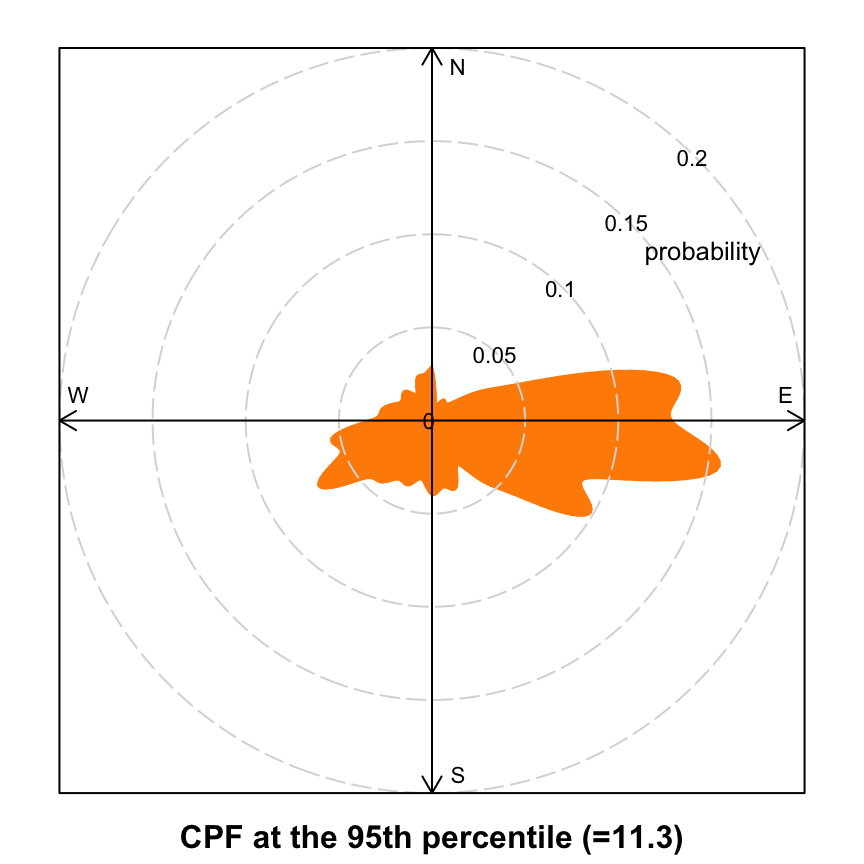 N
0.2
0.15
probability
0.1
0.05
W
E
0
S
CPF at the 95th percentile (=11.3)